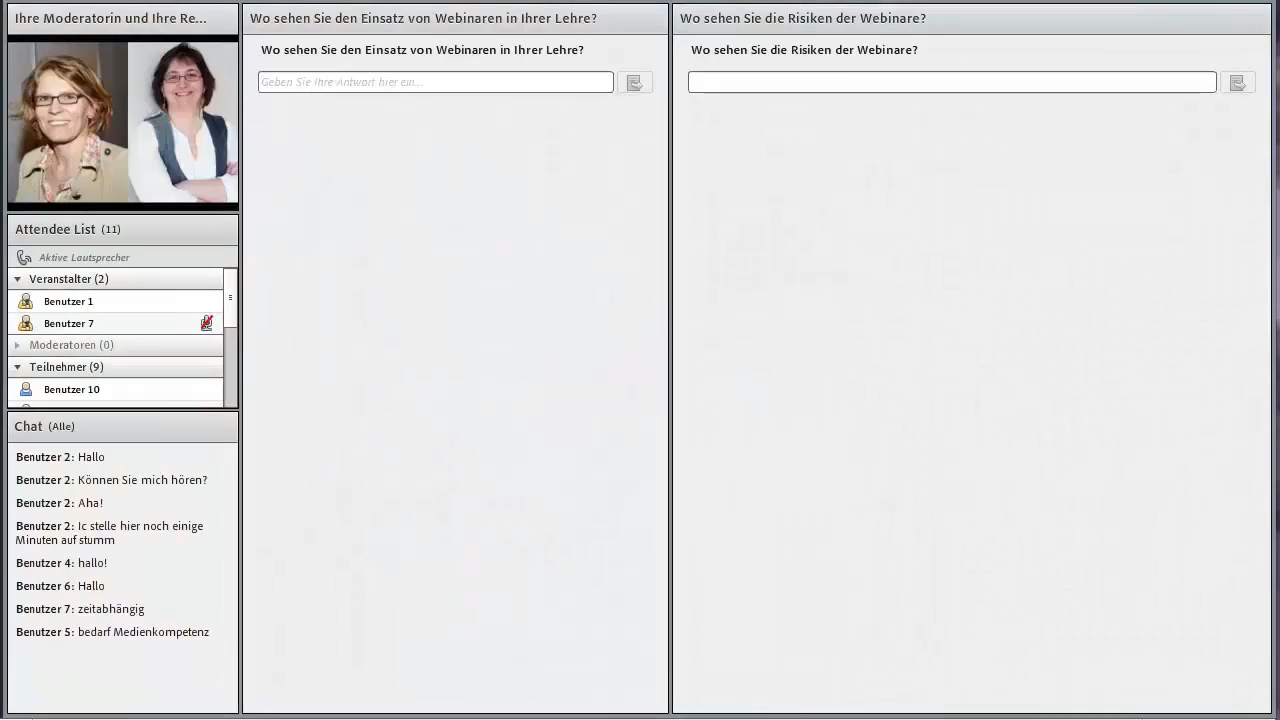 Ihre Moderatorin und Ihre Re...
Attendee List (11)
Aktive Lautsprecher
Veranstalter (2)
Benutzer 1
Benutzer 7
Moderatoren (0)
Teilnehmer (9)
Benutzer 10
Chat (Alle)
Benutzer 2: Hallo
Benutzer 2: Können Sie mich hören?
Benutzer 2: Aha!
Benutzer 2: Ic stelle hier noch einige
Minuten auf stumm
Benutzer 4: hallo!
Benutzer 6: Hallo
Benutzer 7: zeitabhängig
Benutzer 5: bedarf Medienkompetenz
Wo sehen Sie den Einsatz von Webinaren in Ihrer Lehre?
Wo sehen Sie den Einsatz von Webinaren in Ihrer Lehre?
Geben Sie Ihre Antwort hier ein...
Wo sehen Sie die Risiken der Webinare?
Wo sehen Sie die Risiken der Webinare?